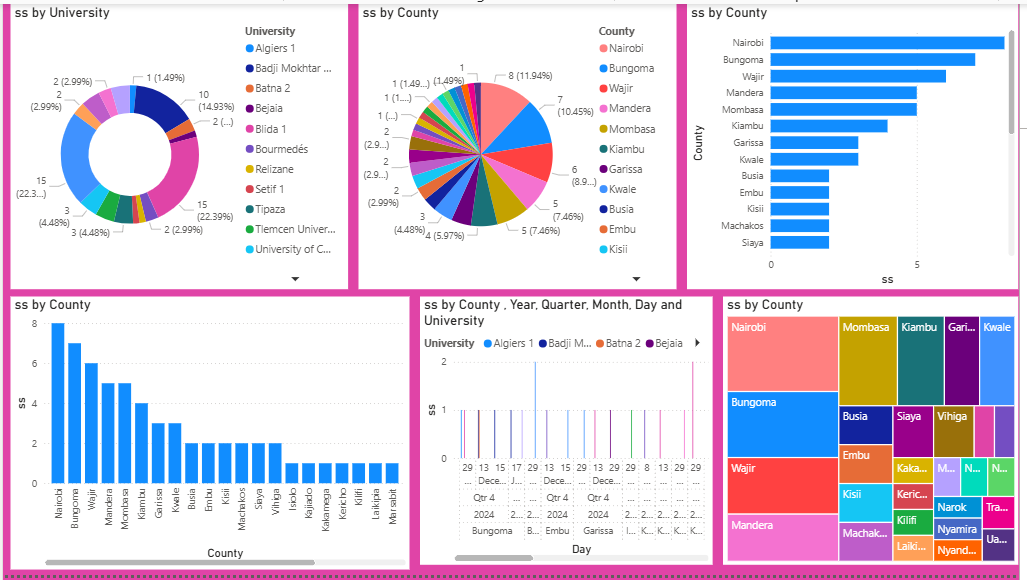 ss by University
2 (2.99%)
1 (1.49%)
2
(2.99%)
10
(14.93%)
2 (...)
15
(22.3...)
15
(22.39%)
3
(4.48%)
3 (4.48%)
2 (2.99%)
University
Algiers 1
Badji Mokhtar ...
Batna 2
Bejaia
Blida 1
Bourmedés
Relizane
Setif 1
Tipaza
Tlemcen Univer...
University of C...
ss by County
1
1 (1.49...)
(1.49%)
8 (11.94%)
1 (1....)
7
(10.45%)
1 (...)
2
(2.9...)
6
(8.9...)
2
(2.9...)
2
(2.99%)
5
(7.46%)
3
(4.48%)
4 (5.97%)
5 (7.46%)
County
Nairobi
Bungoma
Wajir
Mandera
Mombasa
Kiambu
Garissa
Kwale
Busia
Embu
Kisii
ss by County
County
Nairobi
Bungoma
Wajir
Mandera
Mombasa
Kiambu
Garissa
Kwale
Busia
Embu
Kisii
Machakos
Siaya
0
5
ss
ss by County
ss
8
6
4
2
0
Nairobi
Bungoma
Wajir
Mandera
Mombasa
Kiambu
Garissa
Kwale
Busia
Embu
Kisii
Machakos
Siaya
Vihiga
Isiolo
Kajiado
Kakamega
Kericho
Kilifi
Laikipia
Marsabit
County
ss by County , Year, Quarter, Month, Day and
University
University
Algiers 1
Badji M...
Batna 2
Bejaia
ss
2
1
0
29 13 15 17 29 13 15 29 13 29 29 8 13 29 29
... Dece... J... ... Dece... ... Dece... ... ... ... ... ...
Qtr 4 ... ... Qtr 4 Qtr 4 ... ... ... ... ...
2024 2... 2... 2024 2024 2... 2... 2... 2... 2...
Bungoma B... Embu Garissa I... K... K... K... K...
Day
ss by County
Nairobi
Bungoma
Wajir
Mandera
Mombasa
Kiambu
Gari...
Kwale
Busia
Siaya
Vihiga
Embu
Kaka...
M...
N...
N...
Kisii
Keric...
Narok
Tra...
Kilifi
Nyamira
Machak...
Laiki...
Nyand...
Ua...